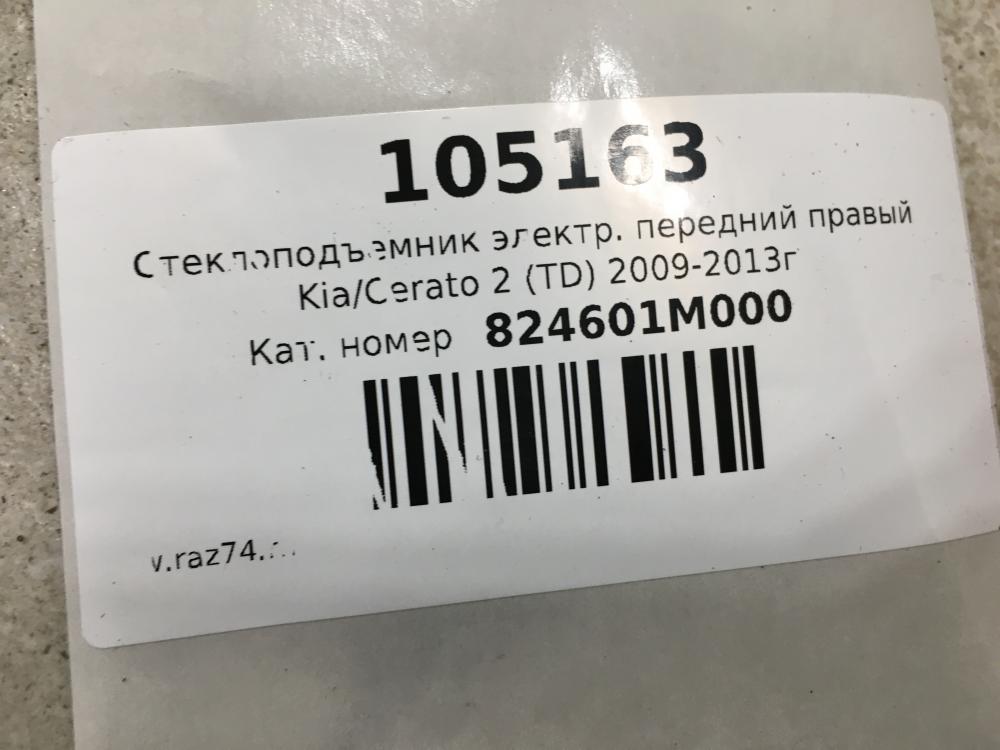 105163
Стеклоподъемник электр. передний правый
Kia/Cerato 2 (TD) 2009-2013г
Кат. номер 824601M000